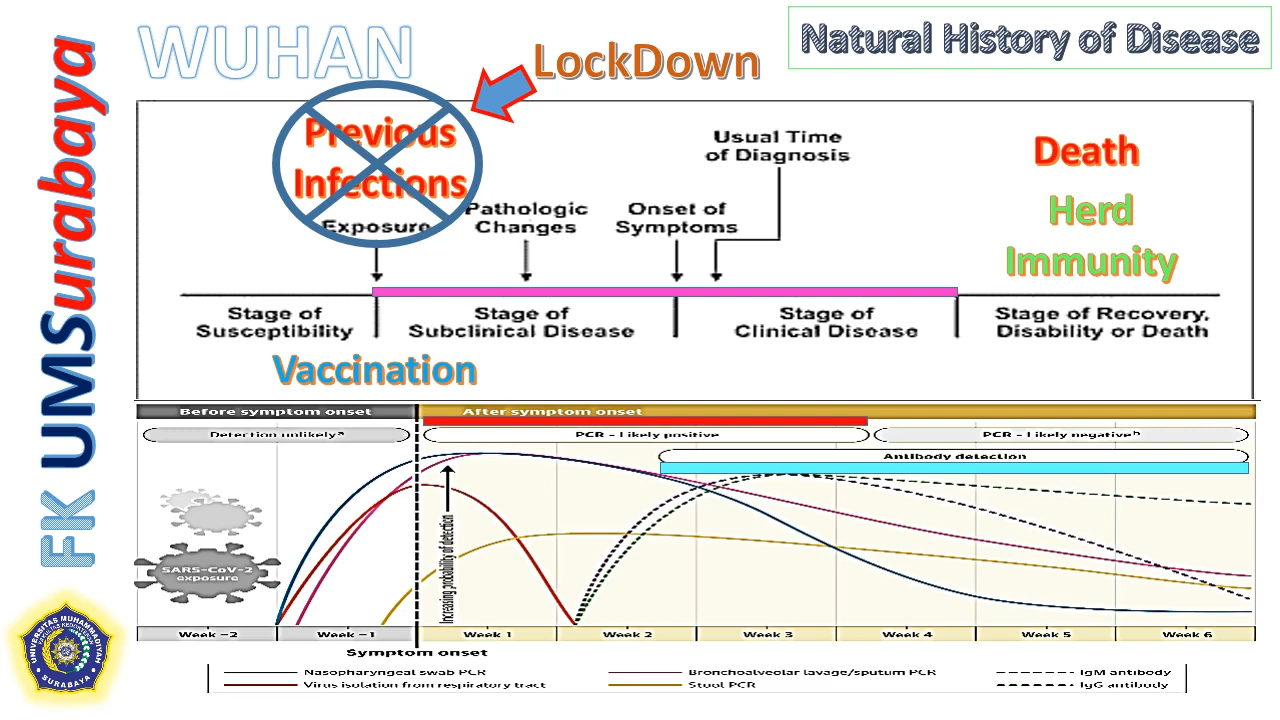 WUHAN
LockDown
Natural History of Disease
FK UMSurabaya
Previous
Infections
Exposure
Pathologic
Changes
Onset of
Symptoms
Usual Time
of Diagnosis
Death
Herd
Immunity
Stage of
Susceptibility
Stage of
Subclinical Disease
Stage of
Clinical Disease
Stage of Recovery,
Disability or Death
Vaccination
Before symptom onset
After symptom onset
Detection unlikelyᵃ
PCR - Likely positive
PCR - Likely negativeᵇ
Antibody detection
SARS-CoV-2
exposure
Increasing probability of detection
Week -2
Week -1
Week 1
Week 2
Week 3
Week 4
Week 5
Week 6
Symptom onset
Nasopharyngeal swab PCR
Virus isolation from respiratory tract
Bronchoalveolar lavage/sputum PCR
Stool PCR
IgM antibody
IgG antibody
UNIVERSITAS MUHAMMADIYAH
SURABAYA